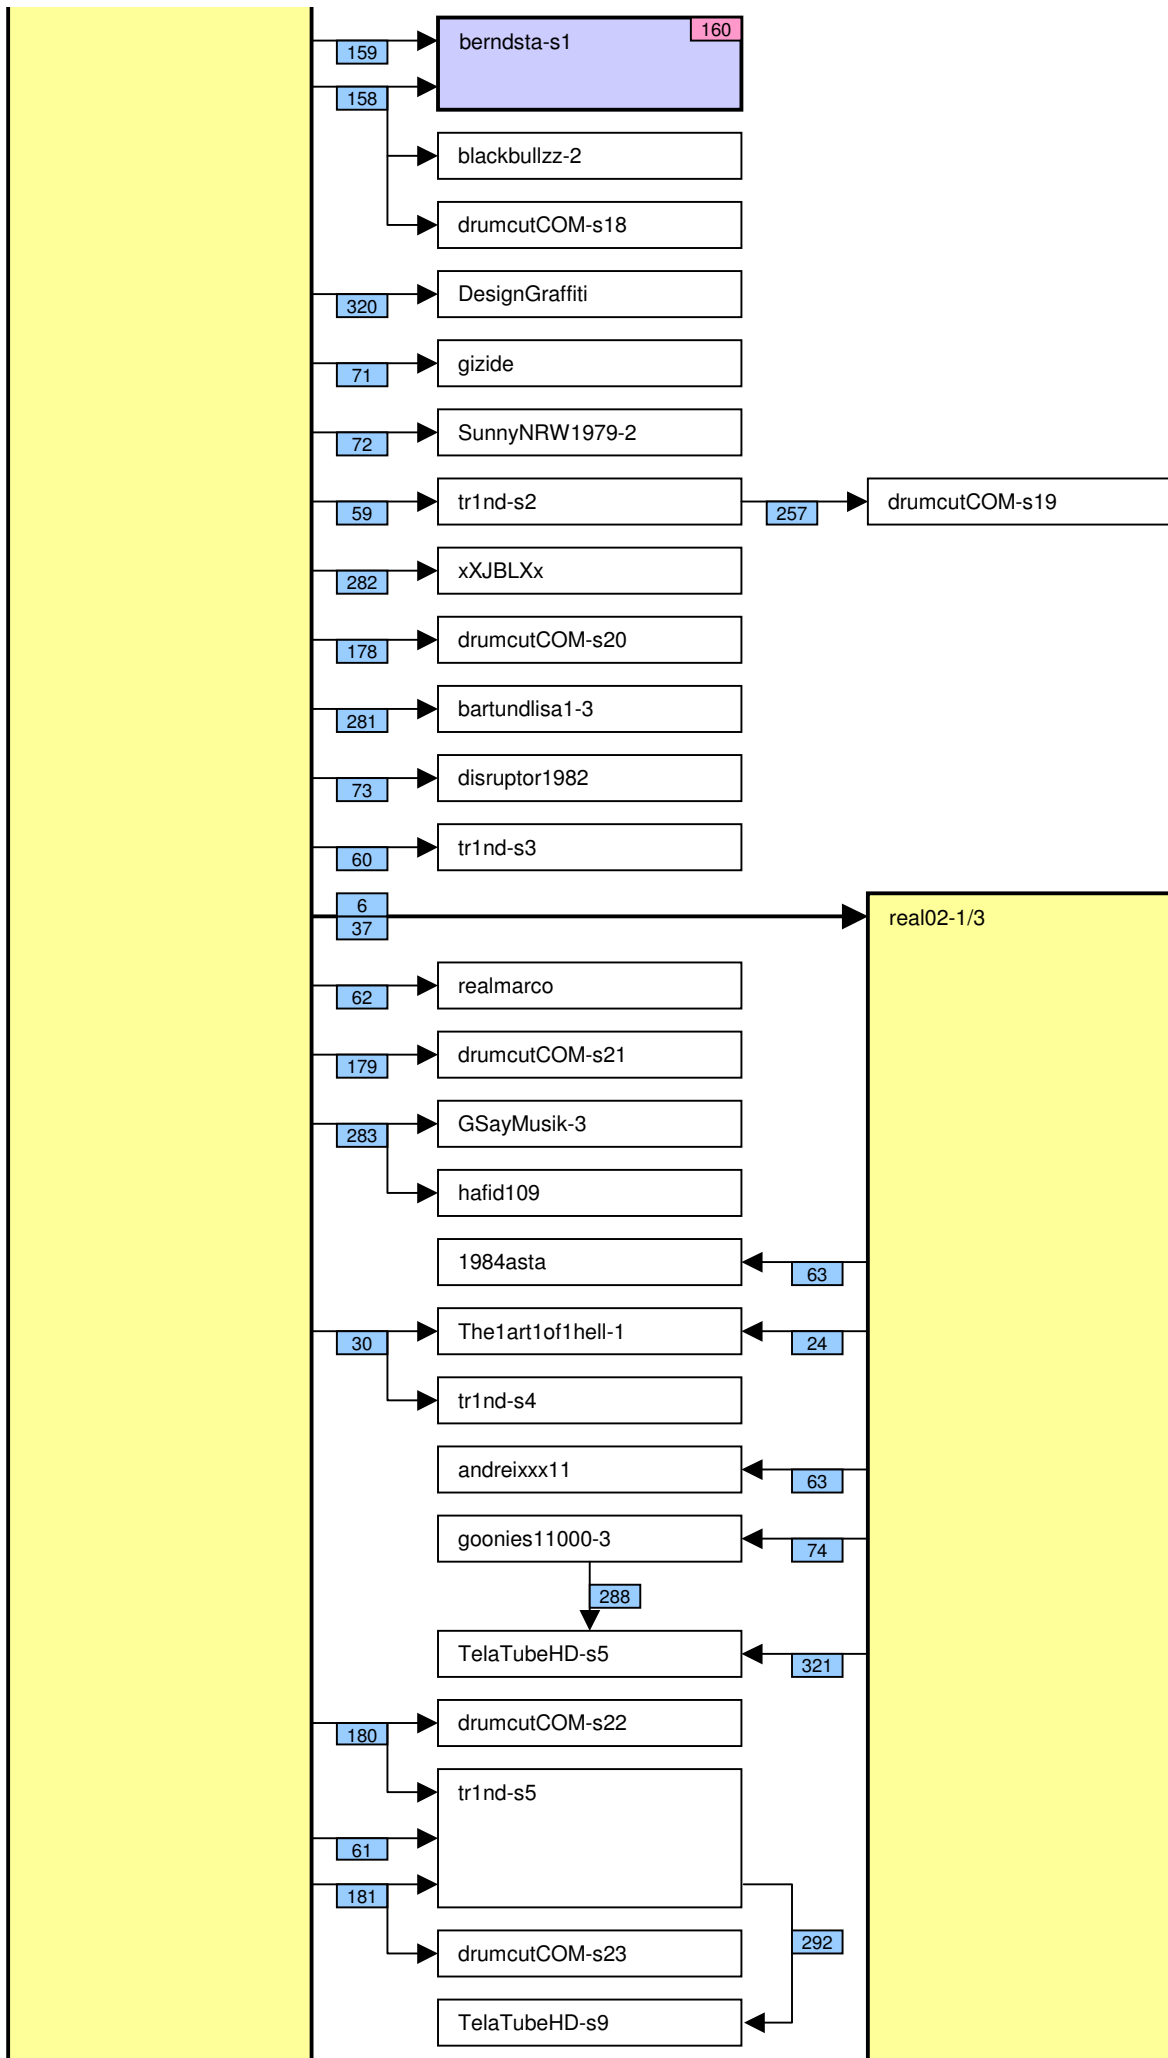 berndsta-s1
160
159
158
blackbullzz-2
drumcutCOM-s18
DesignGraffiti
320
gizide
71
SunnyNRW1979-2
72
tr1nd-s2
59
257
drumcutCOM-s19
xXJBLXx
282
drumcutCOM-s20
178
bartundlisa1-3
281
disruptor1982
73
tr1nd-s3
60
6
37
real02-1/3
realmarco
62
drumcutCOM-s21
179
GSayMusik-3
283
hafid109
1984asta
63
The1art1of1hell-1
30
24
tr1nd-s4
andreixxx11
63
goonies11000-3
74
288
TelaTubeHD-s5
321
drumcutCOM-s22
180
tr1nd-s5
61
181
292
drumcutCOM-s23
TelaTubeHD-s9